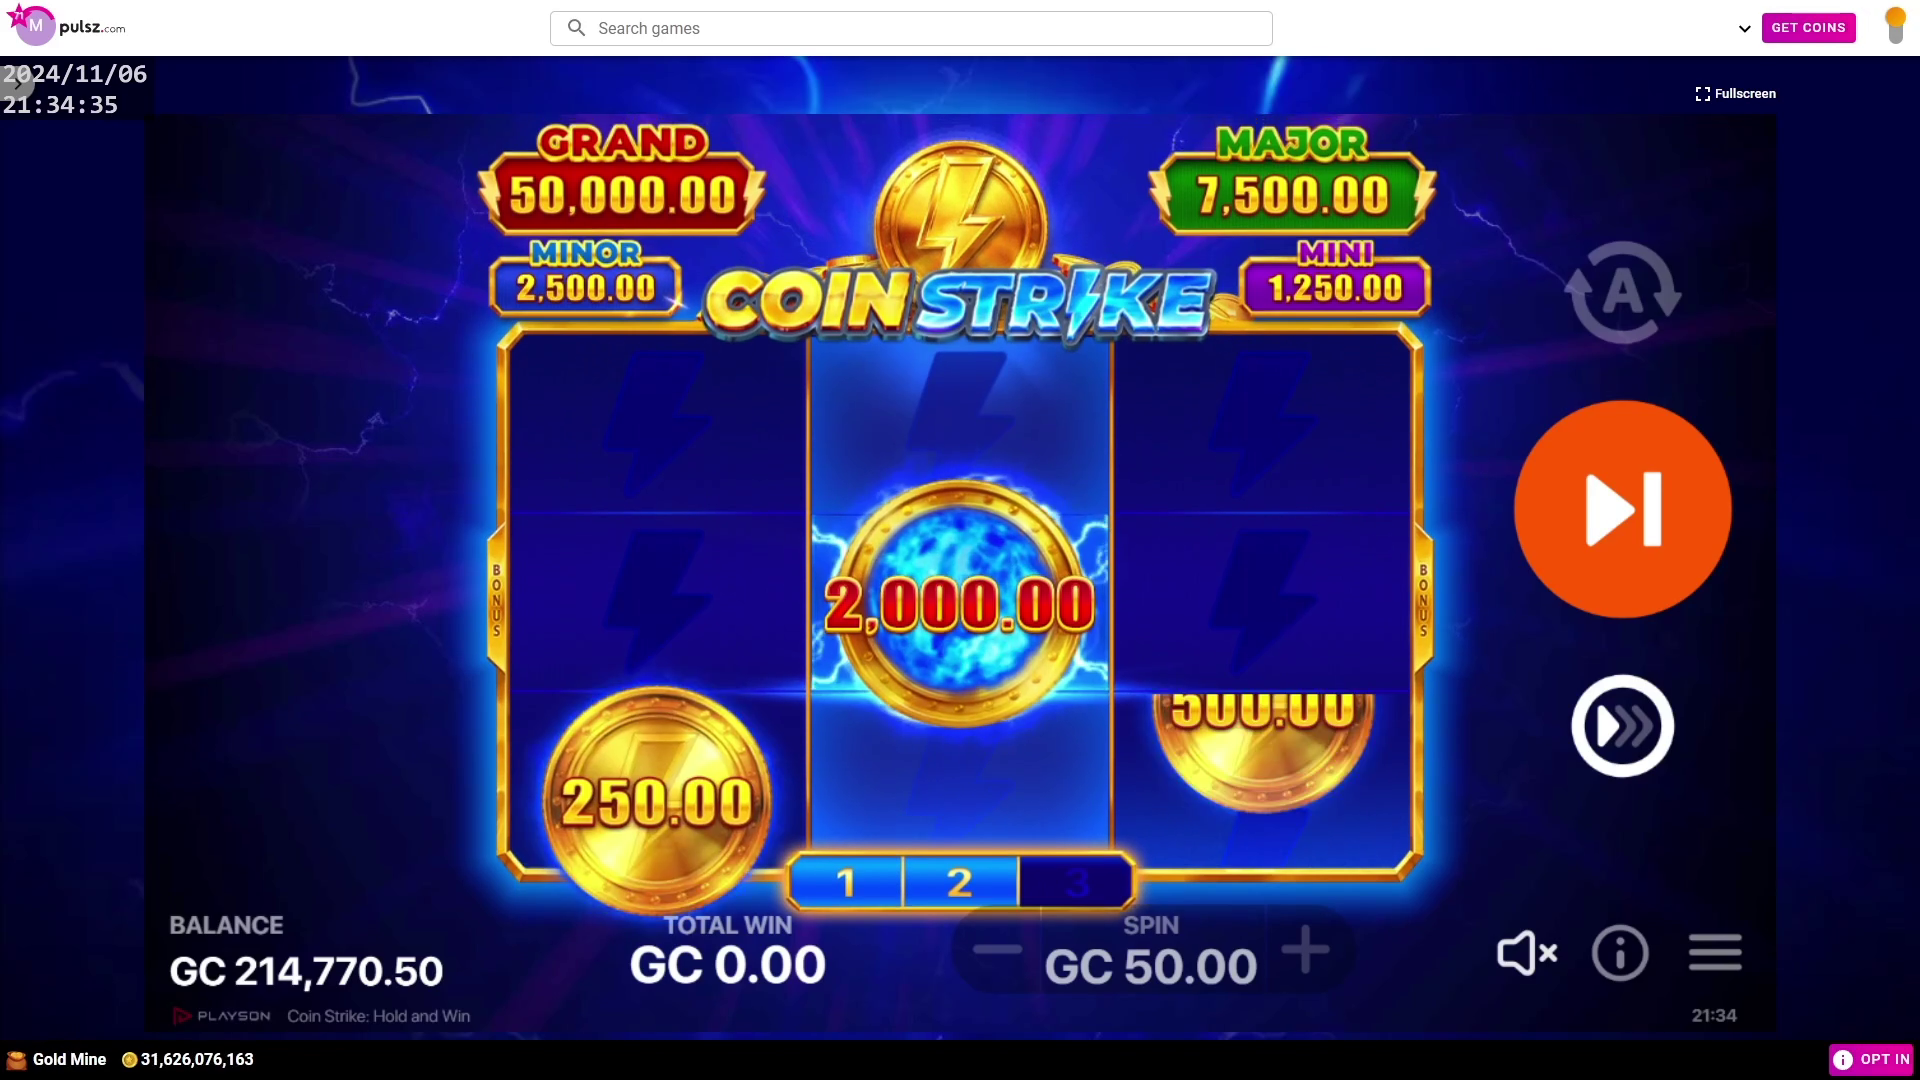 71
M
pulsz.com
Search games
GET COINS
2024/11/06
21:34:35
Fullscreen
GRAND
50,000.00
MAJOR
7,500.00
MINOR
2,500.00
MINI
1,250.00
COIN STRIKE
A
BONUS
2,000.00
BONUS
500.00
250.00
1 2 3
BALANCE
GC 214,770.50
TOTAL WIN
GC 0.00
SPIN
GC 50.00
PLAYSON Coin Strike: Hold and Win
21:34
Gold Mine 31,626,076,163
OPT IN